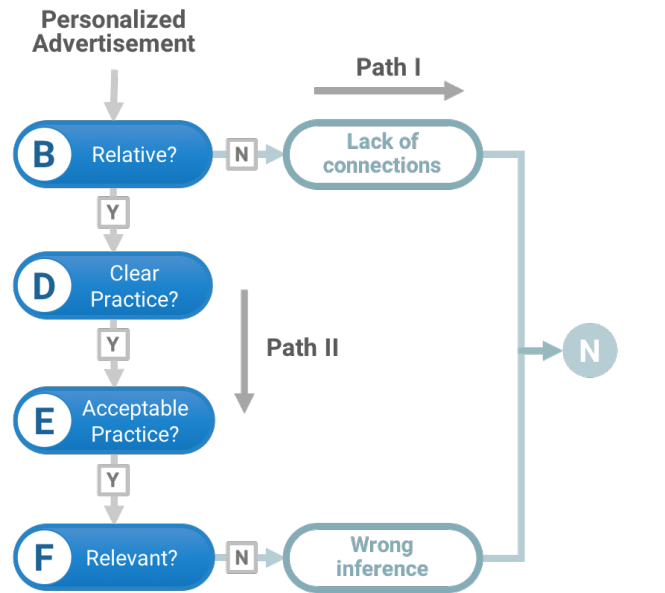 Personalized
Advertisement
Path I
B
Relative?
N
Lack of
connections
Y
D
Clear
Practice?
Path II
N
Y
E
Acceptable
Practice?
Y
F
Relevant?
N
Wrong
inference